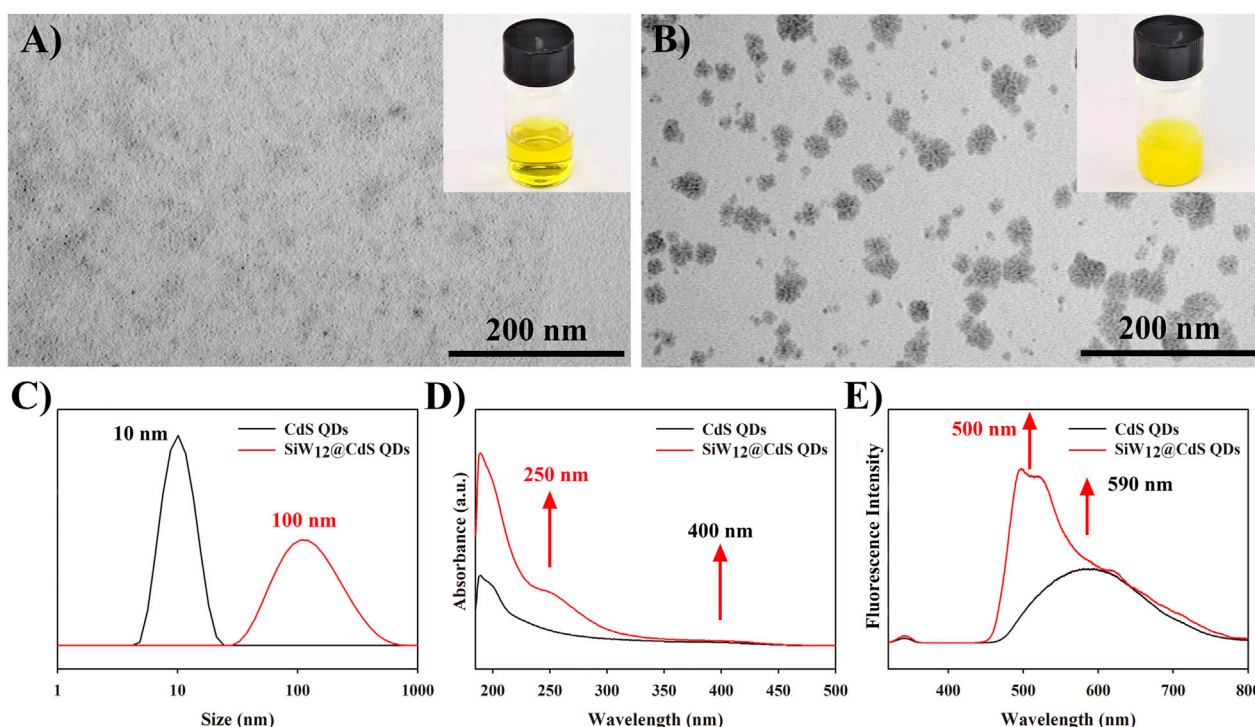 A)
200 nm
B)
200 nm
C)
10 nm
CdS QDs
SiW12@CdS QDs
100 nm
1
10
100
1000
Size (nm)
D)
Absorbance (a.u.)
CdS QDs
SiW12@CdS QDs
250 nm
400 nm
200
250
300
350
400
450
500
Wavelength (nm)
E)
Fluorescence Intensity
500 nm
CdS QDs
SiW12@CdS QDs
590 nm
400
500
600
700
800
Wavelength (nm)